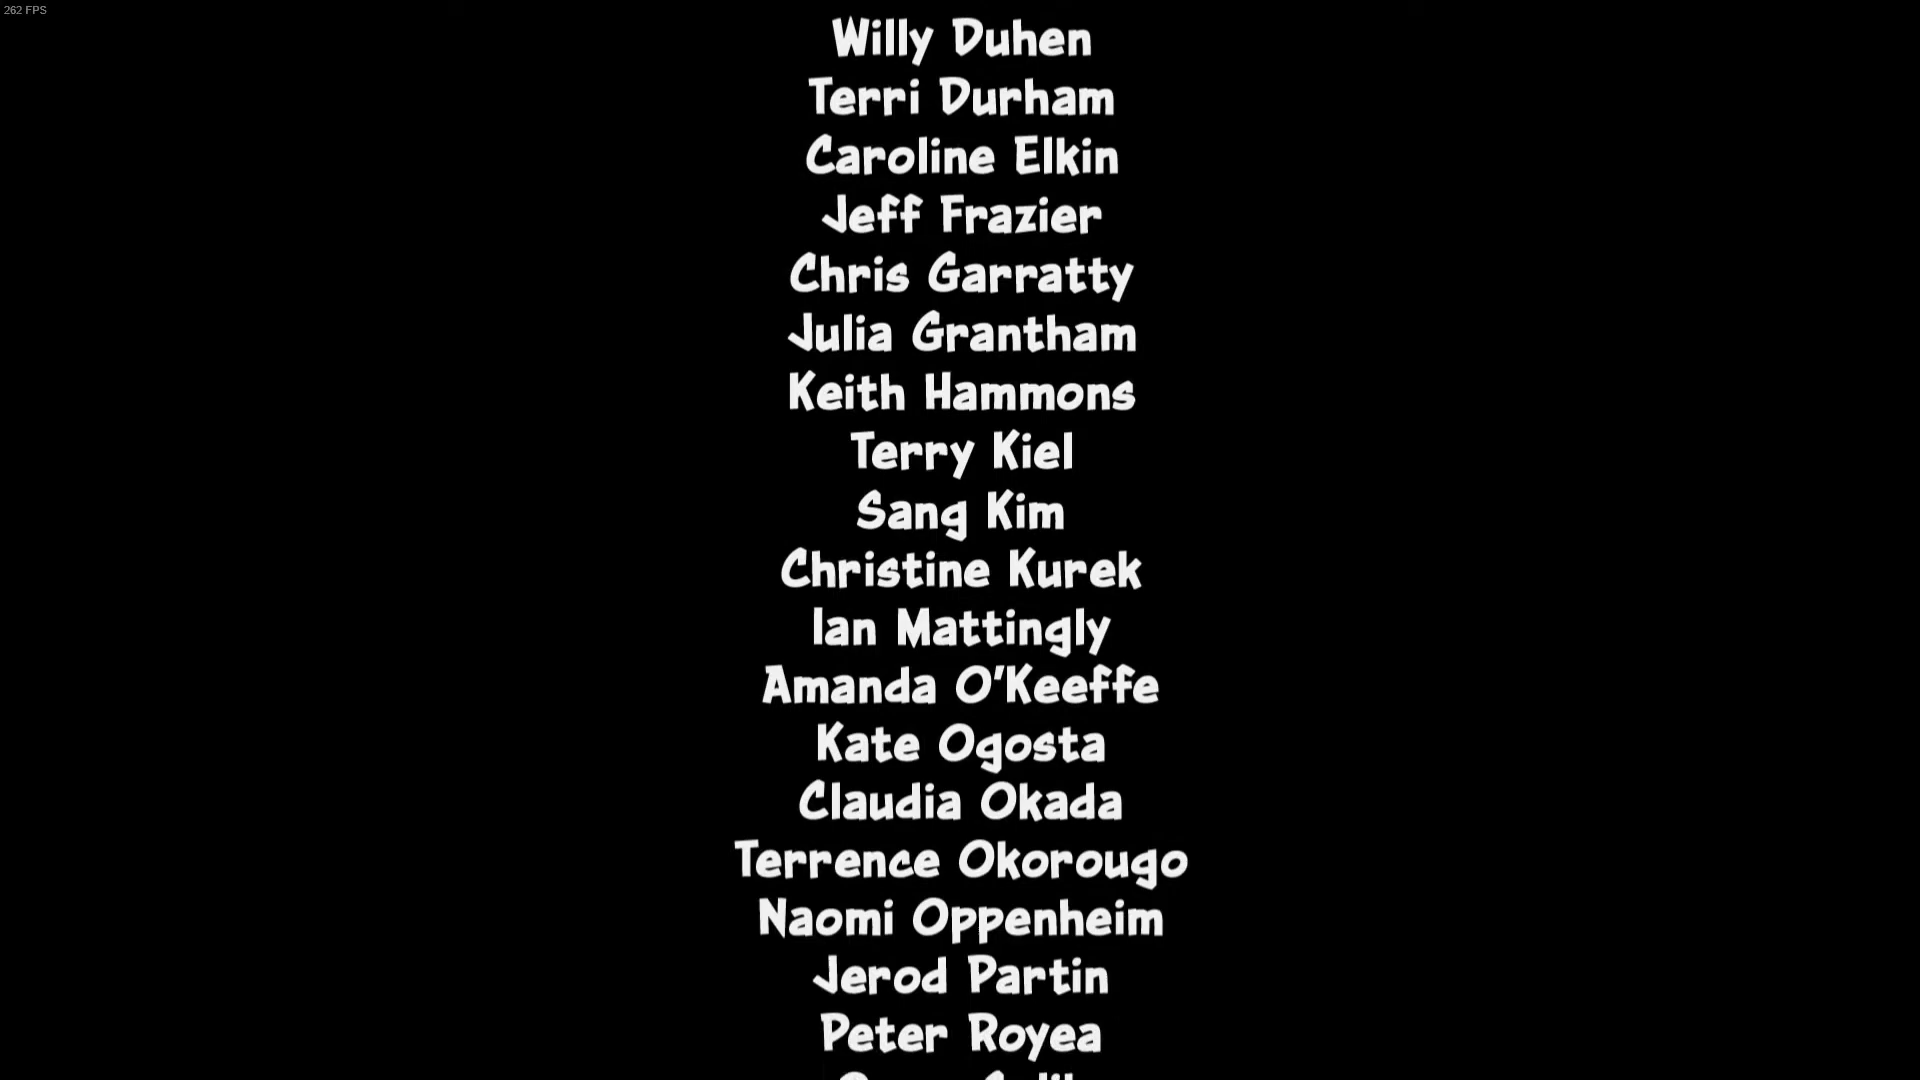 262 FPS
Willy Duhen
Terri Durham
Caroline Elkin
Jeff Frazier
Chris Garratty
Julia Grantham
Keith Hammons
Terry Kiel
Sang Kim
Christine Kurek
Ian Mattingly
Amanda O'Keeffe
Kate Ogosta
Claudia Okada
Terrence Okorougo
Naomi Oppenheim
Jerod Partin
Peter Royea